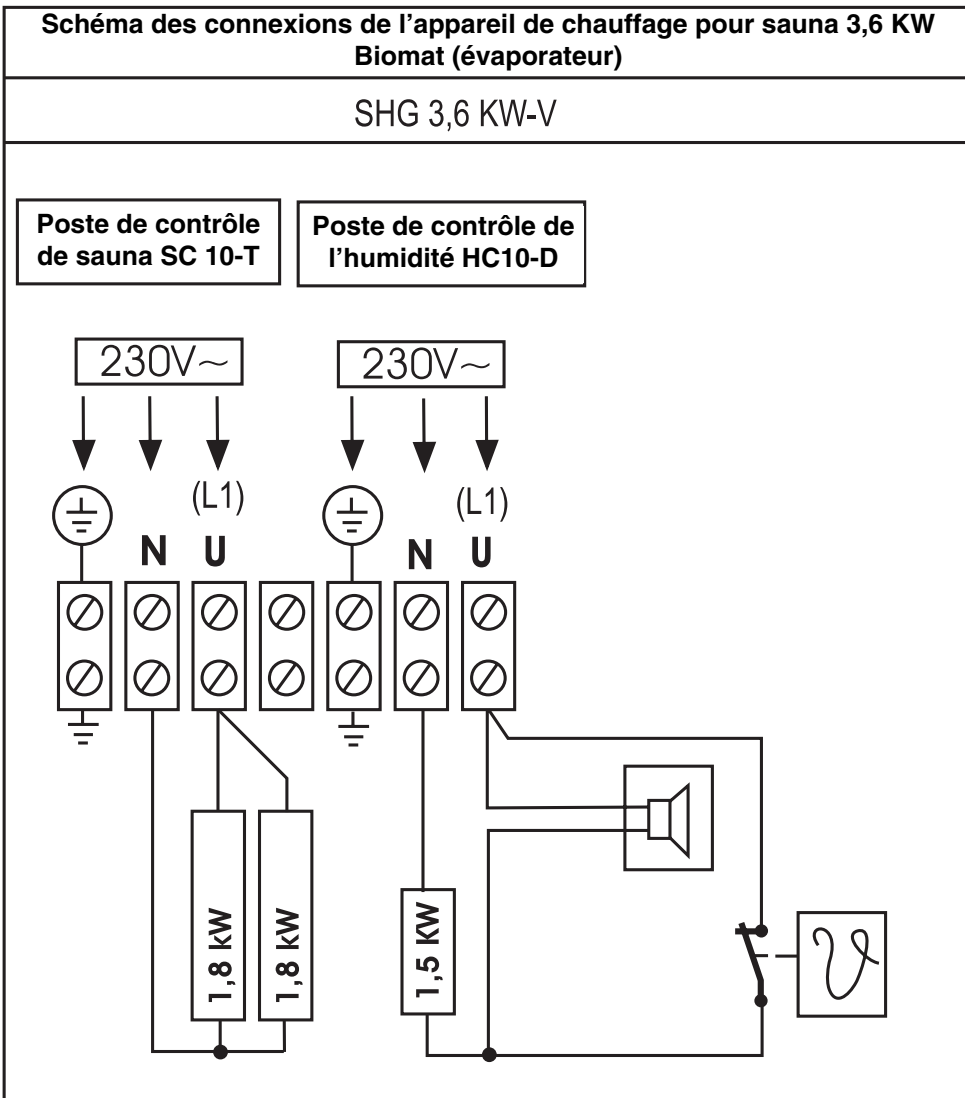 Schéma des connexions de l'appareil de chauffage pour sauna 3,6 KW
Biomat (évaporateur)
SHG 3,6 KW-V
Poste de contrôle
de sauna SC 10-T
Poste de contrôle de
l'humidité HC10-D
230V~
230V~
(L1)
N U
(L1)
N U
1,8 kW
1,8 kW
1,5 KW
ϑ